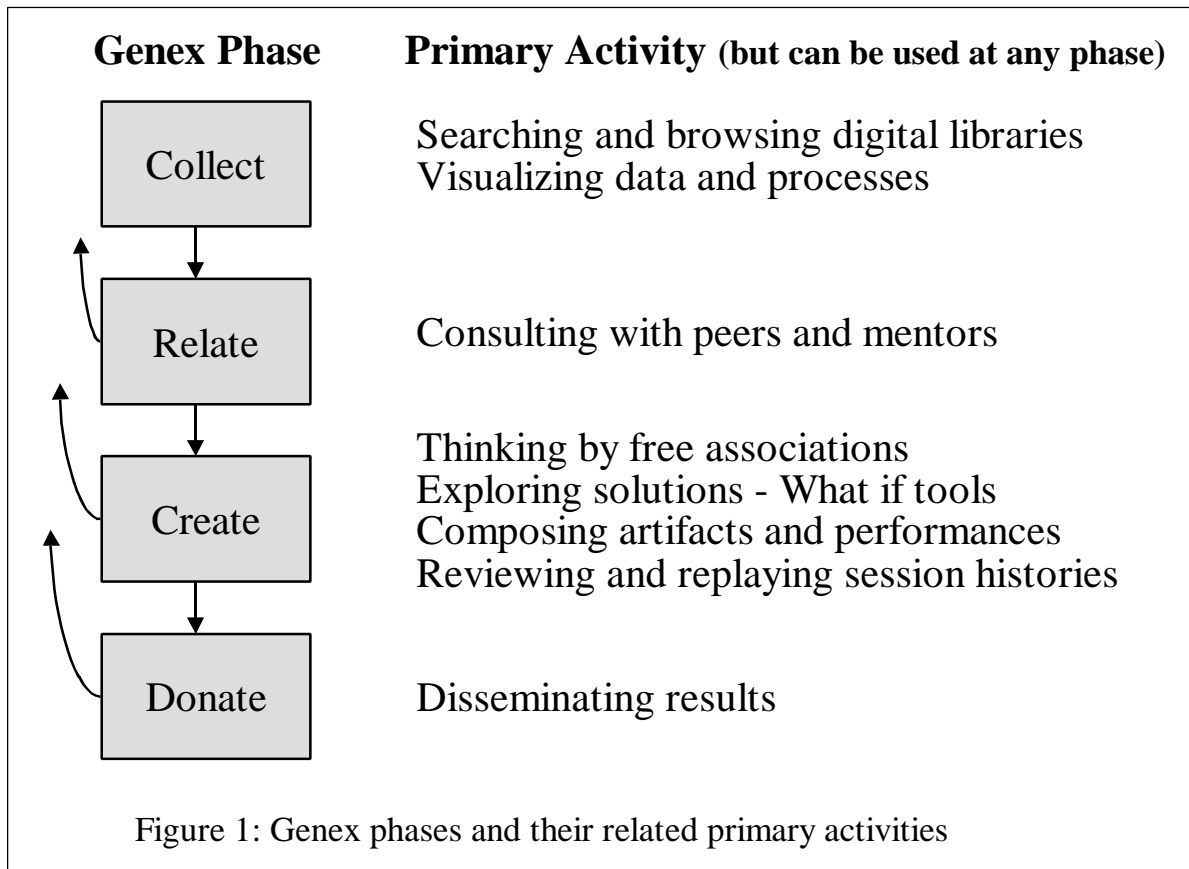 Genex Phase Primary Activity (but can be used at any phase)
Collect
Searching and browsing digital libraries
Visualizing data and processes
Relate
Consulting with peers and mentors
Create
Thinking by free associations
Exploring solutions - What if tools
Composing artifacts and performances
Reviewing and replaying session histories
Donate
Disseminating results
Figure 1: Genex phases and their related primary activities